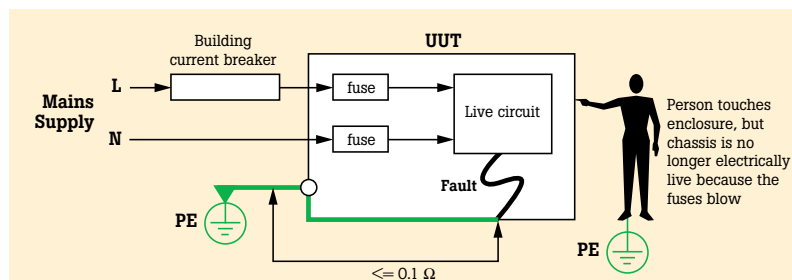 Building
current breaker
UUT
L
Mains
Supply
N
fuse
fuse
Live circuit
Fault
PE
<= 0.1 Ω
Person touches
enclosure, but
chassis is no
longer electrically
live because the
fuses blow
PE